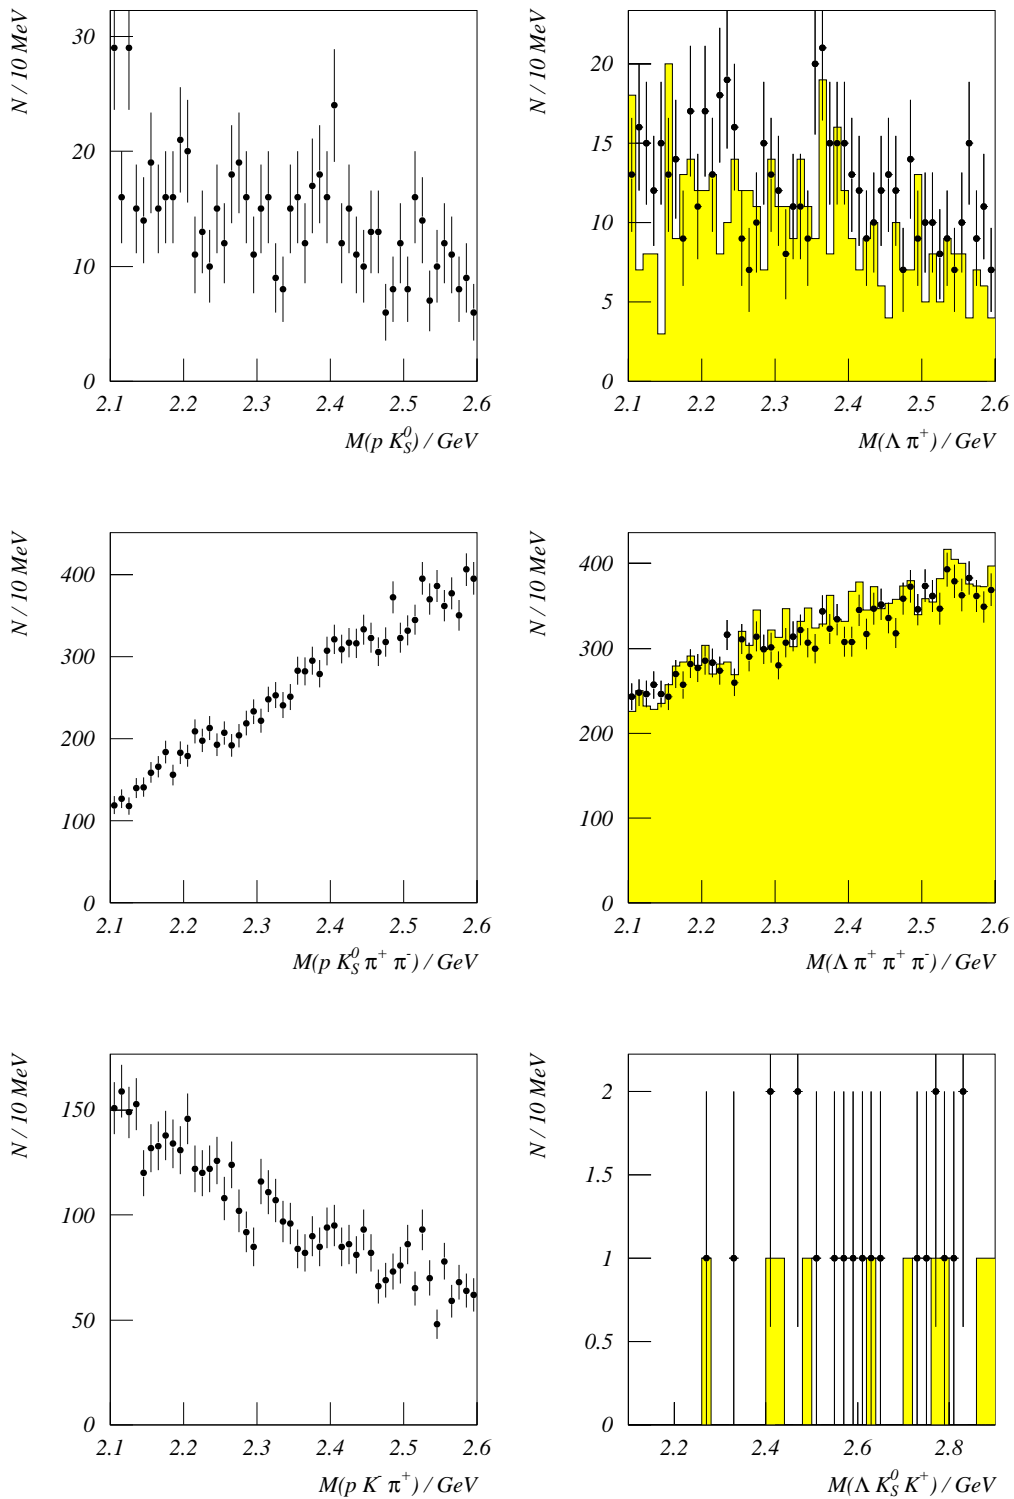 N / 10 MeV
30
20
10
0
2.1 2.2 2.3 2.4 2.5 2.6
M(p K_S^0) / GeV
N / 10 MeV
20
15
10
5
0
2.1 2.2 2.3 2.4 2.5 2.6
M(Λ π⁺) / GeV
N / 10 MeV
400
300
200
100
0
2.1 2.2 2.3 2.4 2.5 2.6
M(p K_S^0 π⁺ π⁻) / GeV
N / 10 MeV
400
300
200
100
0
2.1 2.2 2.3 2.4 2.5 2.6
M(Λ π⁺ π⁺ π⁻) / GeV
N / 10 MeV
150
100
50
0
2.1 2.2 2.3 2.4 2.5 2.6
M(p K⁻ π⁺) / GeV
N / 10 MeV
2
1.5
1
0.5
0
2.2 2.4 2.6 2.8
M(Λ K_S^0 K⁺) / GeV